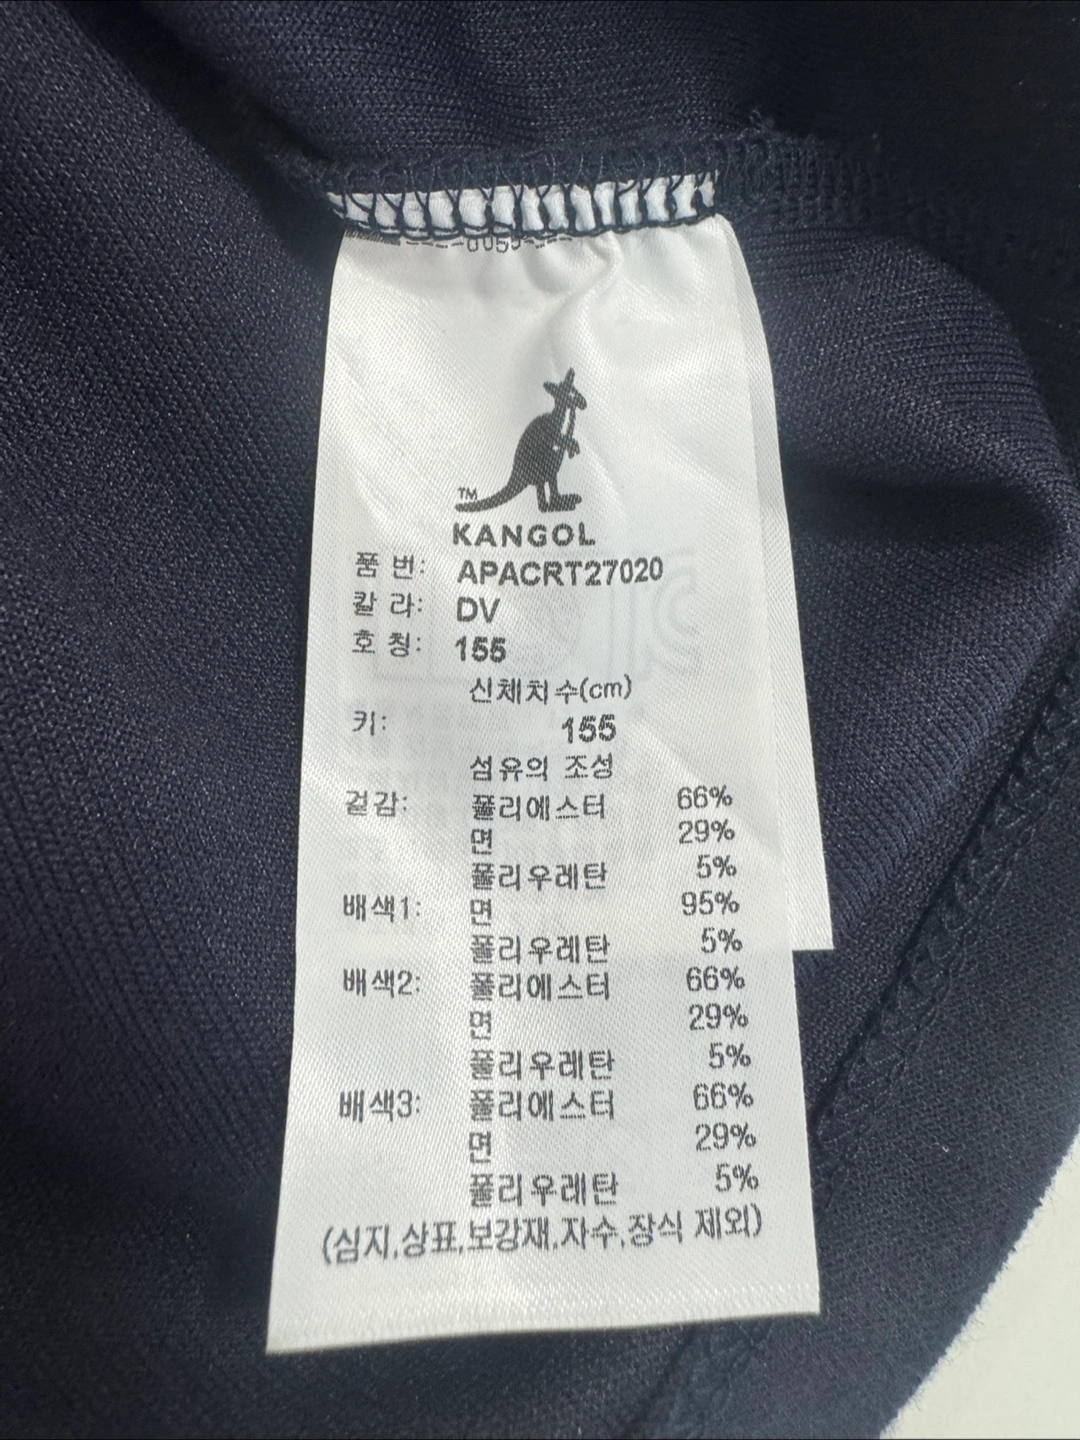 TM
KANGOL
품 번: APACRT27020
칼 라: DV
호 칭: 155
신체치수(cm)
키: 155
섬유의 조성
겉감: 폴리에스터 66%
면 29%
폴리우레탄 5%
배색1: 면 95%
폴리우레탄 5%
배색2: 폴리에스터 66%
면 29%
폴리우레탄 5%
배색3: 폴리에스터 66%
면 29%
폴리우레탄 5%
(심지,상표,보강재,자수,장식 제외)